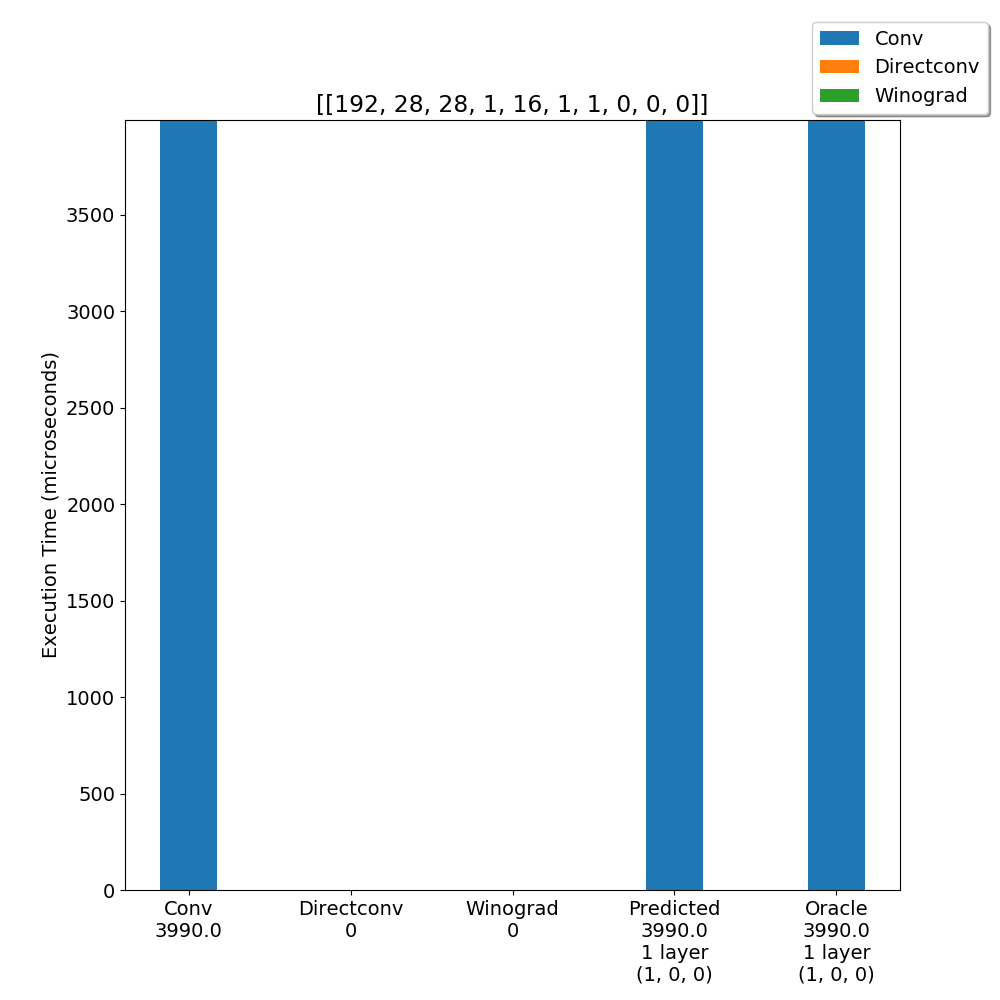 Conv
Directconv
Winograd
[[192, 28, 28, 1, 16, 1, 1, 0, 0, 0]]
Execution Time (microseconds)
3500
3000
2500
2000
1500
1000
500
0
Conv
3990.0
Directconv
0
Winograd
0
Predicted
3990.0
1 layer
(1, 0, 0)
Oracle
3990.0
1 layer
(1, 0, 0)